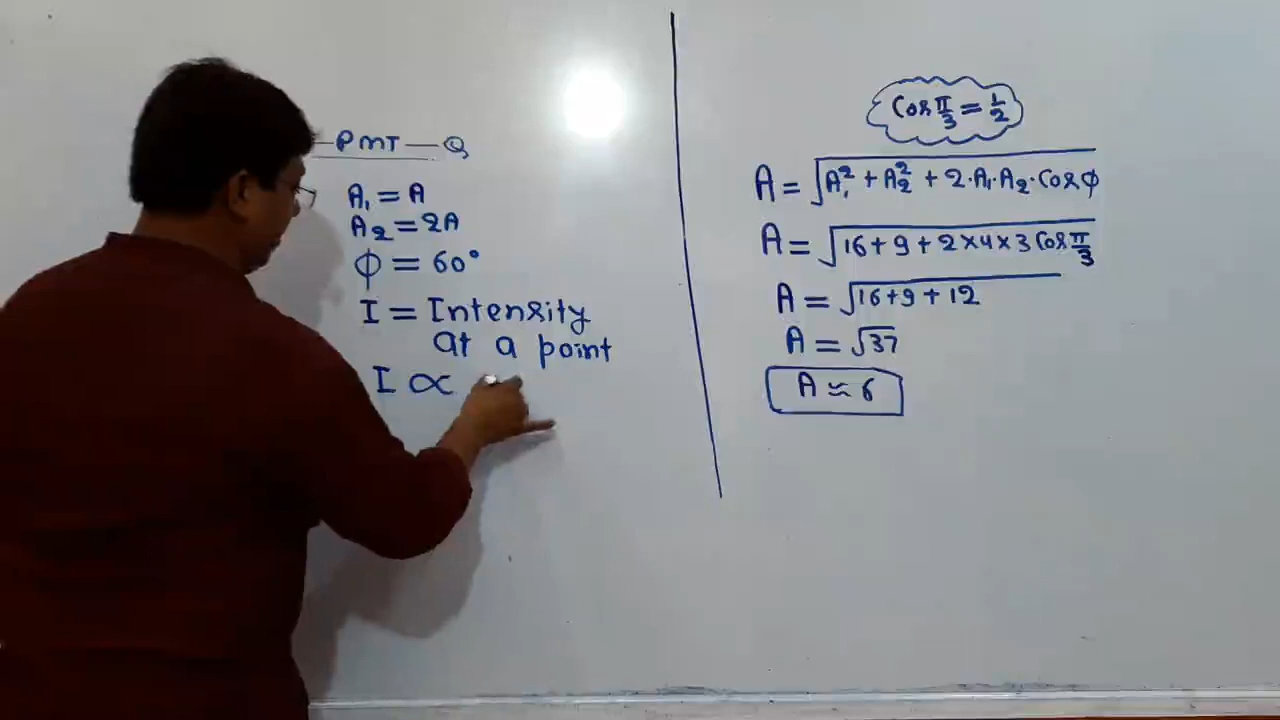 PMT — Q
A₁ = A
A₂ = 2A
ϕ = 60°
I = Intensity
at a point
I ∝
Cos π/3 = 1/2
A = √A₁² + A₂² + 2·A₁·A₂·Cosϕ
A = √16 + 9 + 2×4×3 Cos π/3
A = √16+9+12
A = √37
A ≈ 6